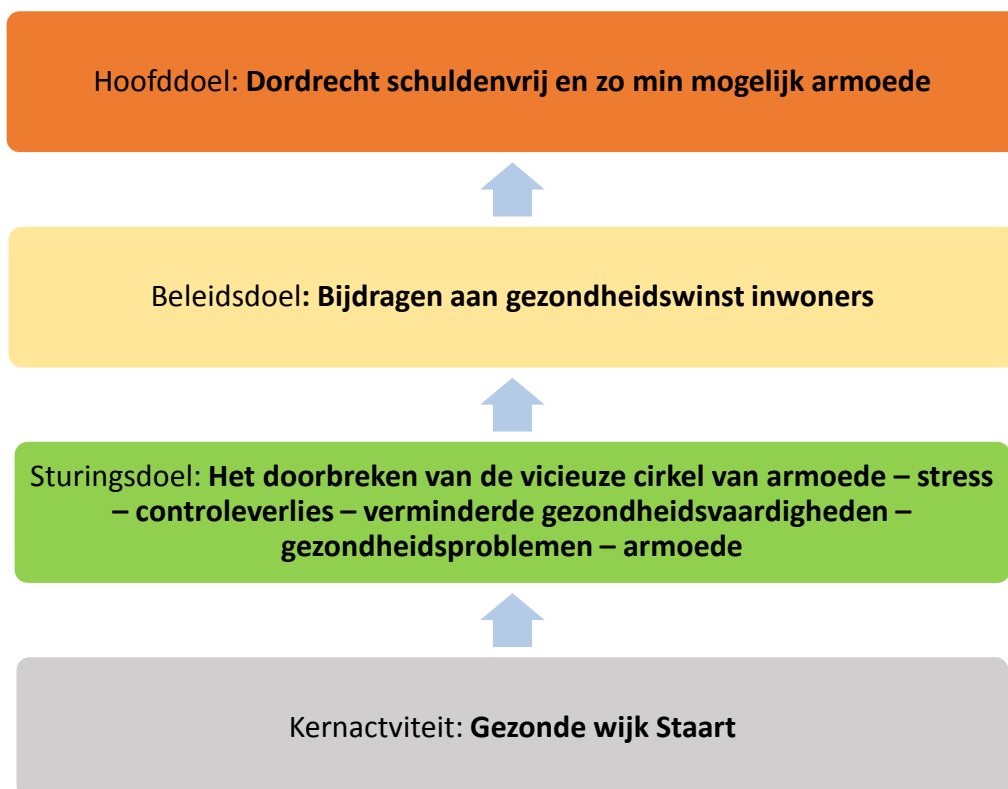 Hoofddoel: Dordrecht schuldenvrij en zo min mogelijk armoede
Beleidsdoel: Bijdragen aan gezondheidswinst inwoners
Sturingsdoel: Het doorbreken van de vicieuze cirkel van armoede – stress
– controleverlies – verminderde gezondheidsvaardigheden –
gezondheidsproblemen – armoede
Kernactviteit: Gezonde wijk Staart